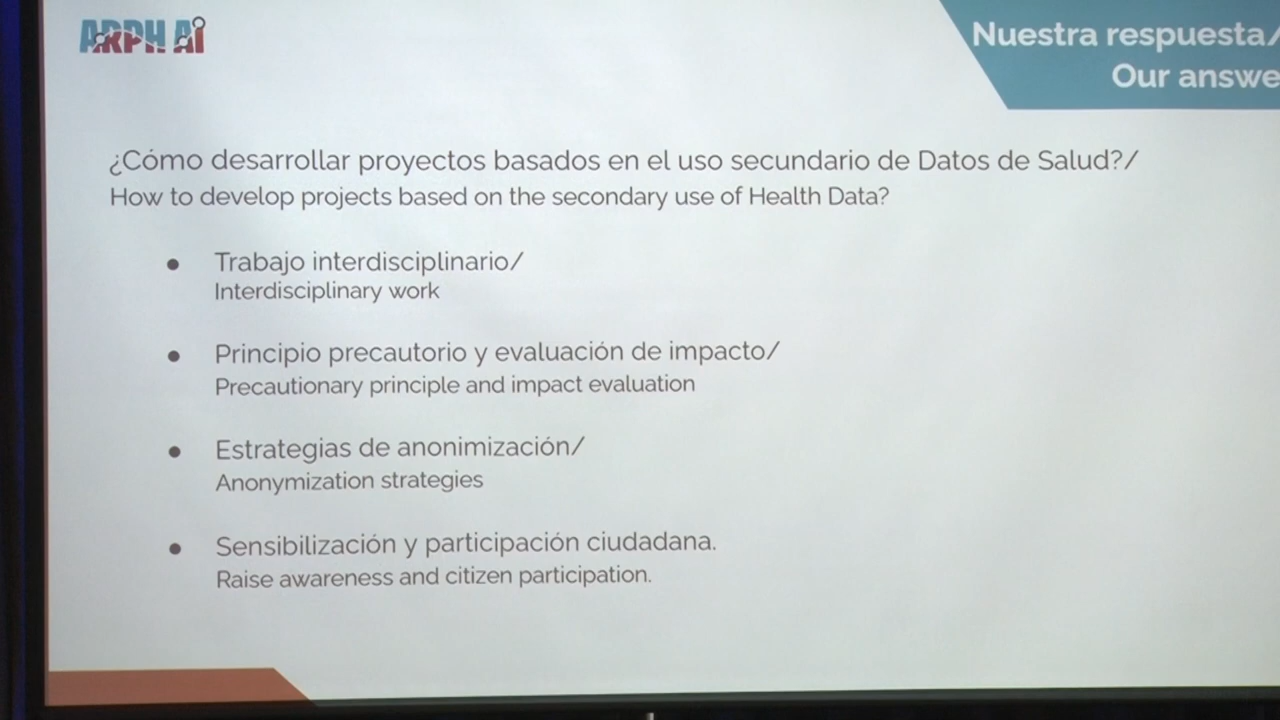 ARPH Ai
Nuestra respuesta/
Our answe
¿Cómo desarrollar proyectos basados en el uso secundario de Datos de Salud?/
How to develop projects based on the secondary use of Health Data?
● Trabajo interdisciplinario/
Interdisciplinary work
● Principio precautorio y evaluación de impacto/
Precautionary principle and impact evaluation
● Estrategias de anonimización/
Anonymization strategies
● Sensibilización y participación ciudadana.
Raise awareness and citizen participation.